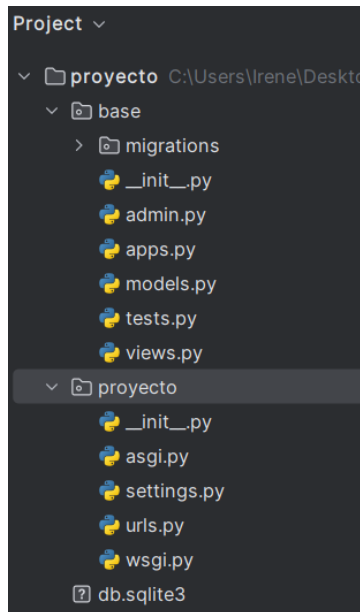 Project
proyecto C:\Users\Irene\Deskto
base
migrations
__init__.py
admin.py
apps.py
models.py
tests.py
views.py
proyecto
__init__.py
asgi.py
settings.py
urls.py
wsgi.py
db.sqlite3